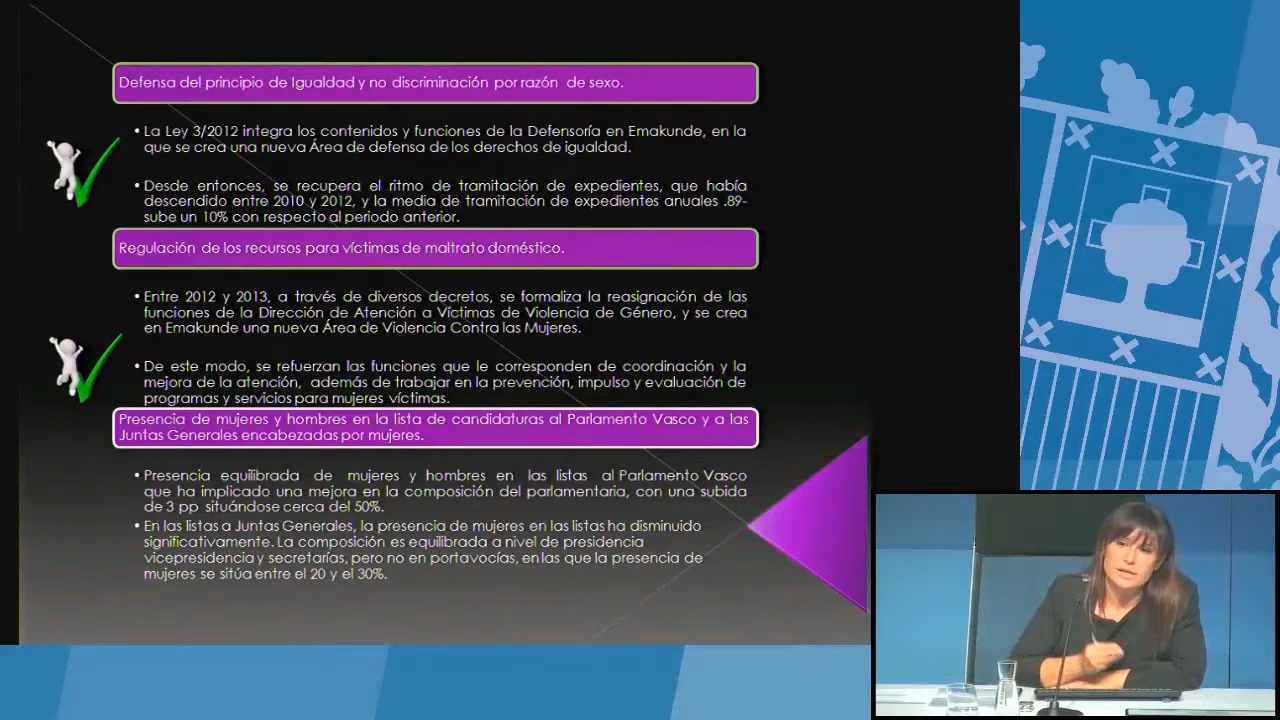 Defensa del principio de Igualdad y no discriminación por razón de sexo.
• La Ley 3/2012 integra los contenidos y funciones de la Defensoría en Emakunde, en la
que se crea una nueva Área de defensa de los derechos de igualdad.
• Desde entonces, se recupera el ritmo de tramitación de expedientes, que había
descendido entre 2010 y 2012, y la media de tramitación de expedientes anuales .89-
sube un 10% con respecto al periodo anterior.
Regulación de los recursos para víctimas de maltrato doméstico.
• Entre 2012 y 2013, a través de diversos decretos, se formaliza la reasignación de las
funciones de la Dirección de Atención a Víctimas de Violencia de Género, y se crea
en Emakunde una nueva Área de Violencia Contra las Mujeres.
• De este modo, se refuerzan las funciones que le corresponden de coordinación y la
mejora de la atención, además de trabajar en la prevención, impulso y evaluación de
programas y servicios para mujeres víctimas.
Presencia de mujeres y hombres en la lista de candidaturas al Parlamento Vasco y a las
Juntas Generales encabezadas por mujeres.
• Presencia equilibrada de mujeres y hombres en las listas al Parlamento Vasco
que ha implicado una mejora en la composición del parlamentaria, con una subida
de 3 pp situándose cerca del 50%.
• En las listas a Juntas Generales, la presencia de mujeres en las listas ha disminuido
significativamente. La composición es equilibrada a nivel de presidencia
vicepresidencia y secretarías, pero no en portavocías, en las que la presencia de
mujeres se sitúa entre el 20 y el 30%.